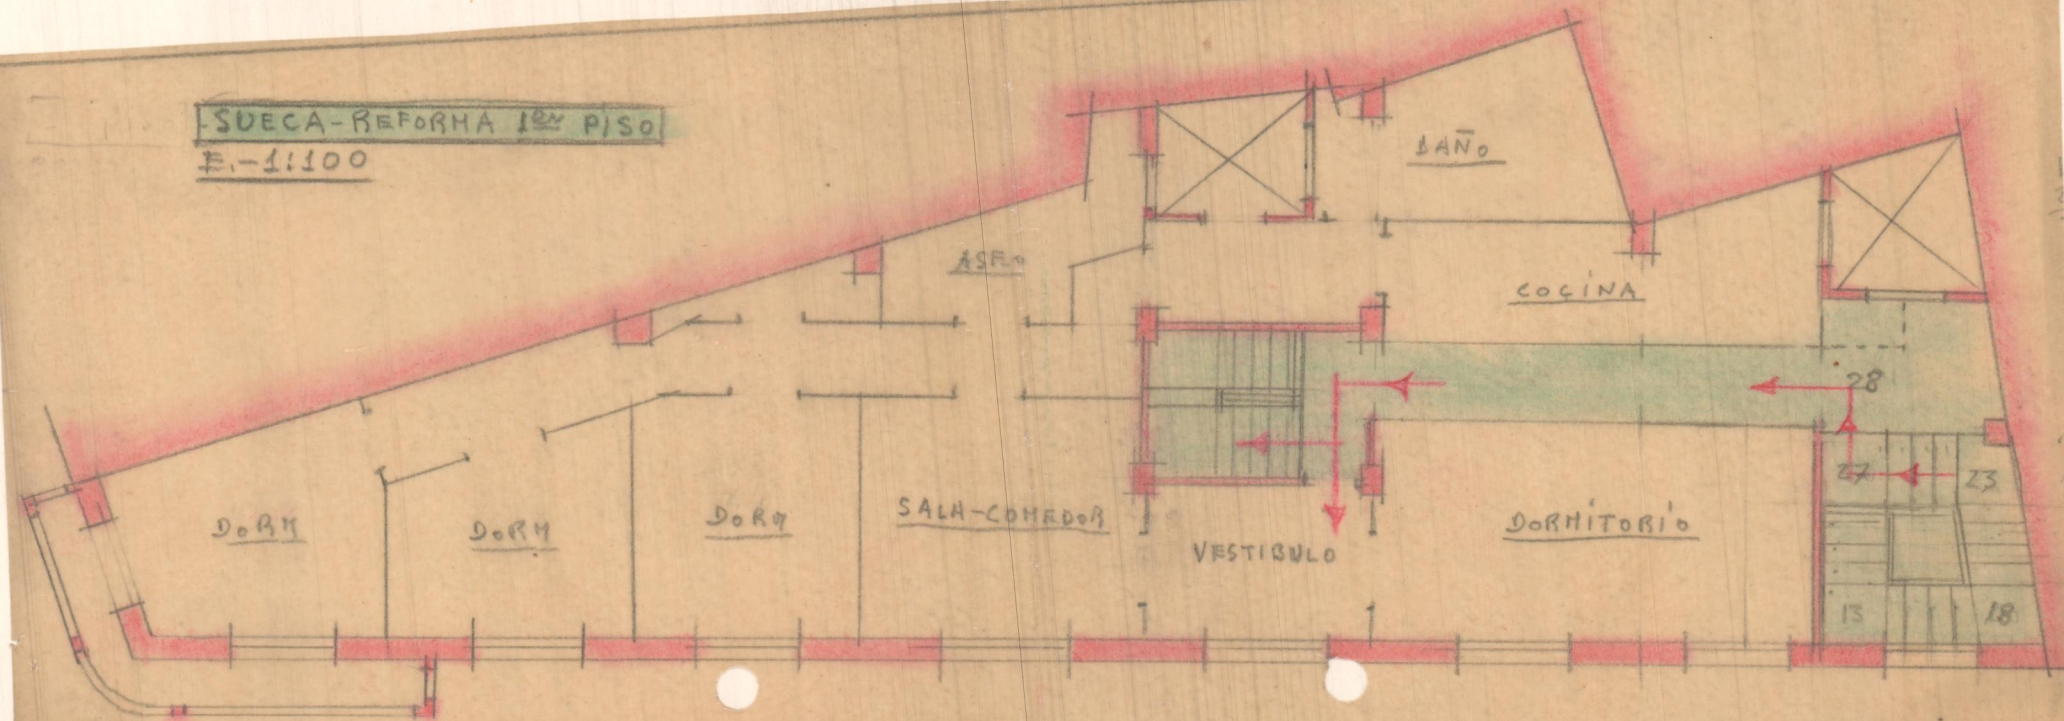 SUECA-REFORMA 1er PISO
E.-1:100
BAÑO
ASEO
COCINA
28
27
23
DORM
DORM
DORM
SALA-COMEDOR
VESTIBULO
DORMITORIO
13
18